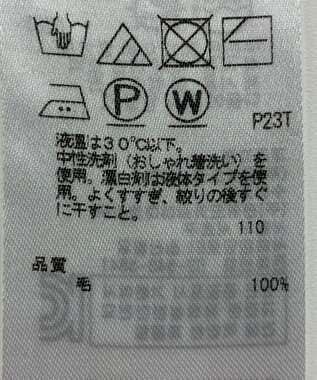 P
W
P23T
液温は30℃以下。
中性洗剤（おしゃれ着洗い）を
使用。漂白剤は液体タイプを使
用。よくすすぎ、絞りの後すぐ
に干すこと。
110
品質
毛 100%